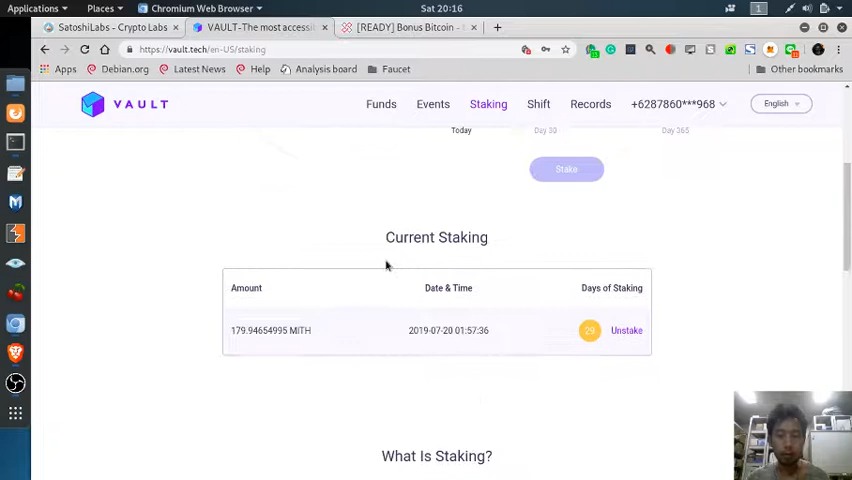 Applications Places Chromium Web Browser Sat 20:16 1
SatoshiLabs - Crypto Labs VAULT-The most accessi [READY] Bonus Bitcoin -
https://vault.tech/en-US/staking
Apps Debian.org Latest News Help Analysis board Faucet Other bookmarks
VAULT Funds Events Staking Shift Records +6287860***968 English
Today Day 30 Day 365
Stake
Current Staking
Amount Date & Time Days of Staking
179.94654995 MITH 2019-07-20 01:57:36 29 Unstake
What Is Staking?